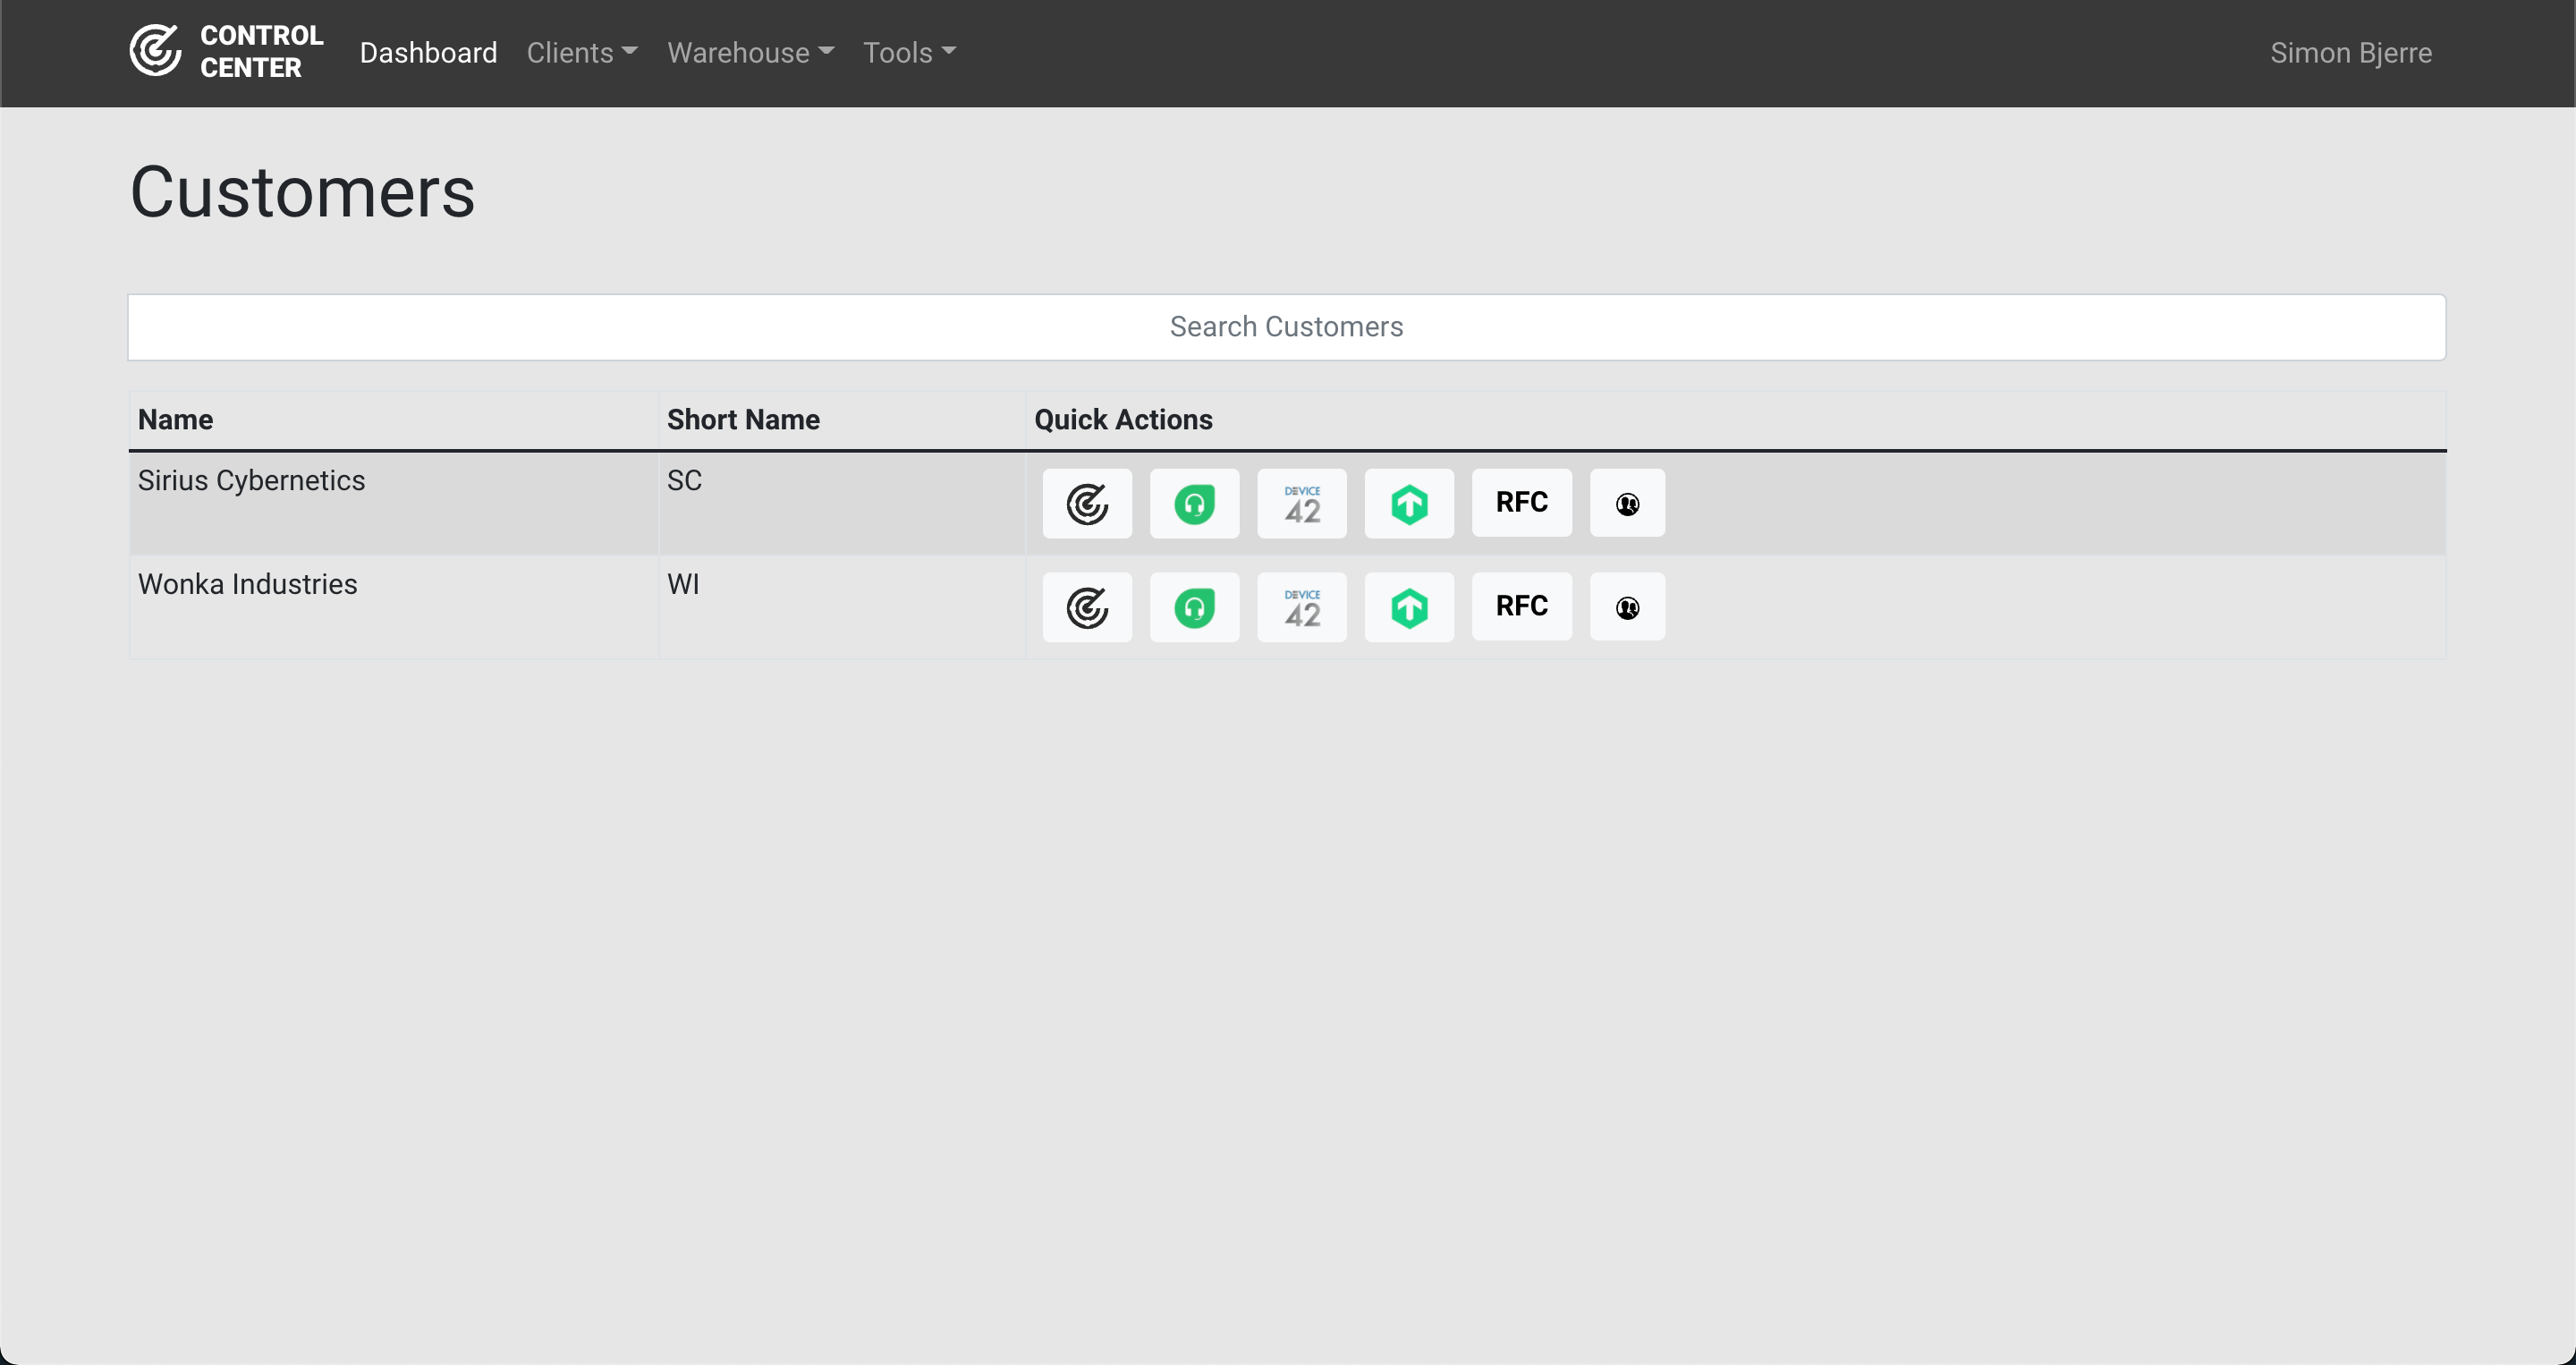 CONTROL
CENTER
Dashboard Clients Warehouse Tools Simon Bjerre
Customers
Search Customers
Name Short Name Quick Actions
Sirius Cybernetics SC DEVICE 42 RFC
Wonka Industries WI DEVICE 42 RFC